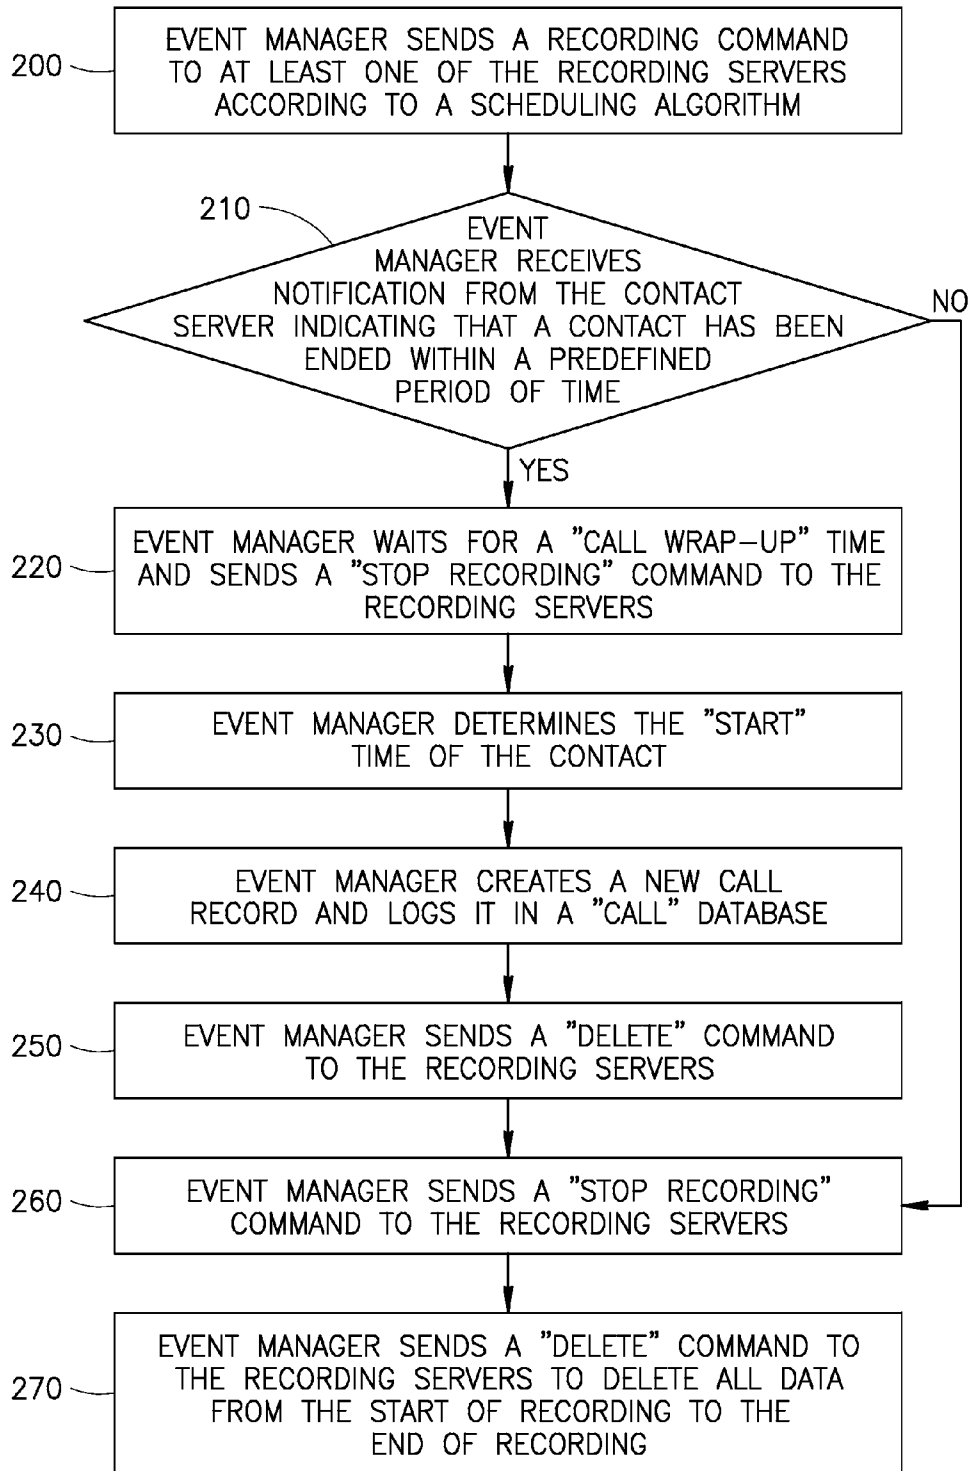 200
EVENT MANAGER SENDS A RECORDING COMMAND
TO AT LEAST ONE OF THE RECORDING SERVERS
ACCORDING TO A SCHEDULING ALGORITHM
210
EVENT
MANAGER RECEIVES
NOTIFICATION FROM THE CONTACT
SERVER INDICATING THAT A CONTACT HAS BEEN
ENDED WITHIN A PREDEFINED
PERIOD OF TIME
NO
YES
220
EVENT MANAGER WAITS FOR A "CALL WRAP-UP" TIME
AND SENDS A "STOP RECORDING" COMMAND TO THE
RECORDING SERVERS
230
EVENT MANAGER DETERMINES THE "START"
TIME OF THE CONTACT
240
EVENT MANAGER CREATES A NEW CALL
RECORD AND LOGS IT IN A "CALL" DATABASE
250
EVENT MANAGER SENDS A "DELETE" COMMAND
TO THE RECORDING SERVERS
260
EVENT MANAGER SENDS A "STOP RECORDING"
COMMAND TO THE RECORDING SERVERS
270
EVENT MANAGER SENDS A "DELETE" COMMAND TO
THE RECORDING SERVERS TO DELETE ALL DATA
FROM THE START OF RECORDING TO THE
END OF RECORDING